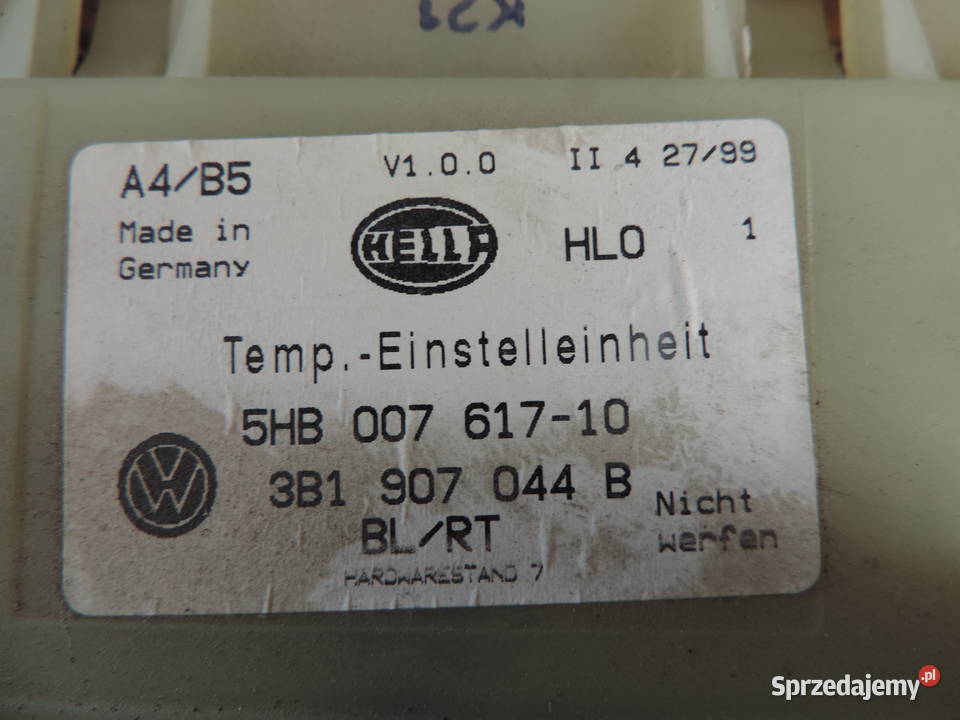 K21
A4/B5 V1.0.0 II 4 27/99
Made in
Germany
HELLA HLO 1
Temp.-Einstelleinheit
5HB 007 617-10
3B1 907 044 B
Nicht
werfen
BL/RT
HARDWARESTAND 7
Sprzedajemy.pl